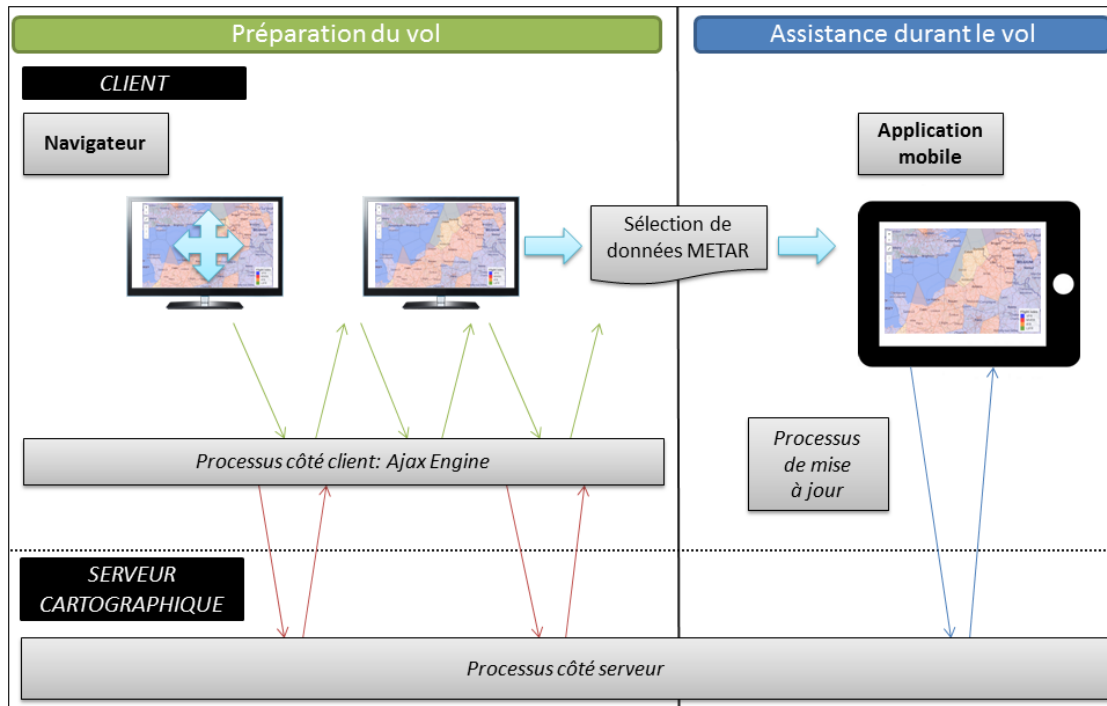 Préparation du vol
Assistance durant le vol
CLIENT
Navigateur
Application
mobile
Sélection de
données METAR
Processus côté client: Ajax Engine
Processus
de mise
à jour
SERVEUR
CARTOGRAPHIQUE
Processus côté serveur